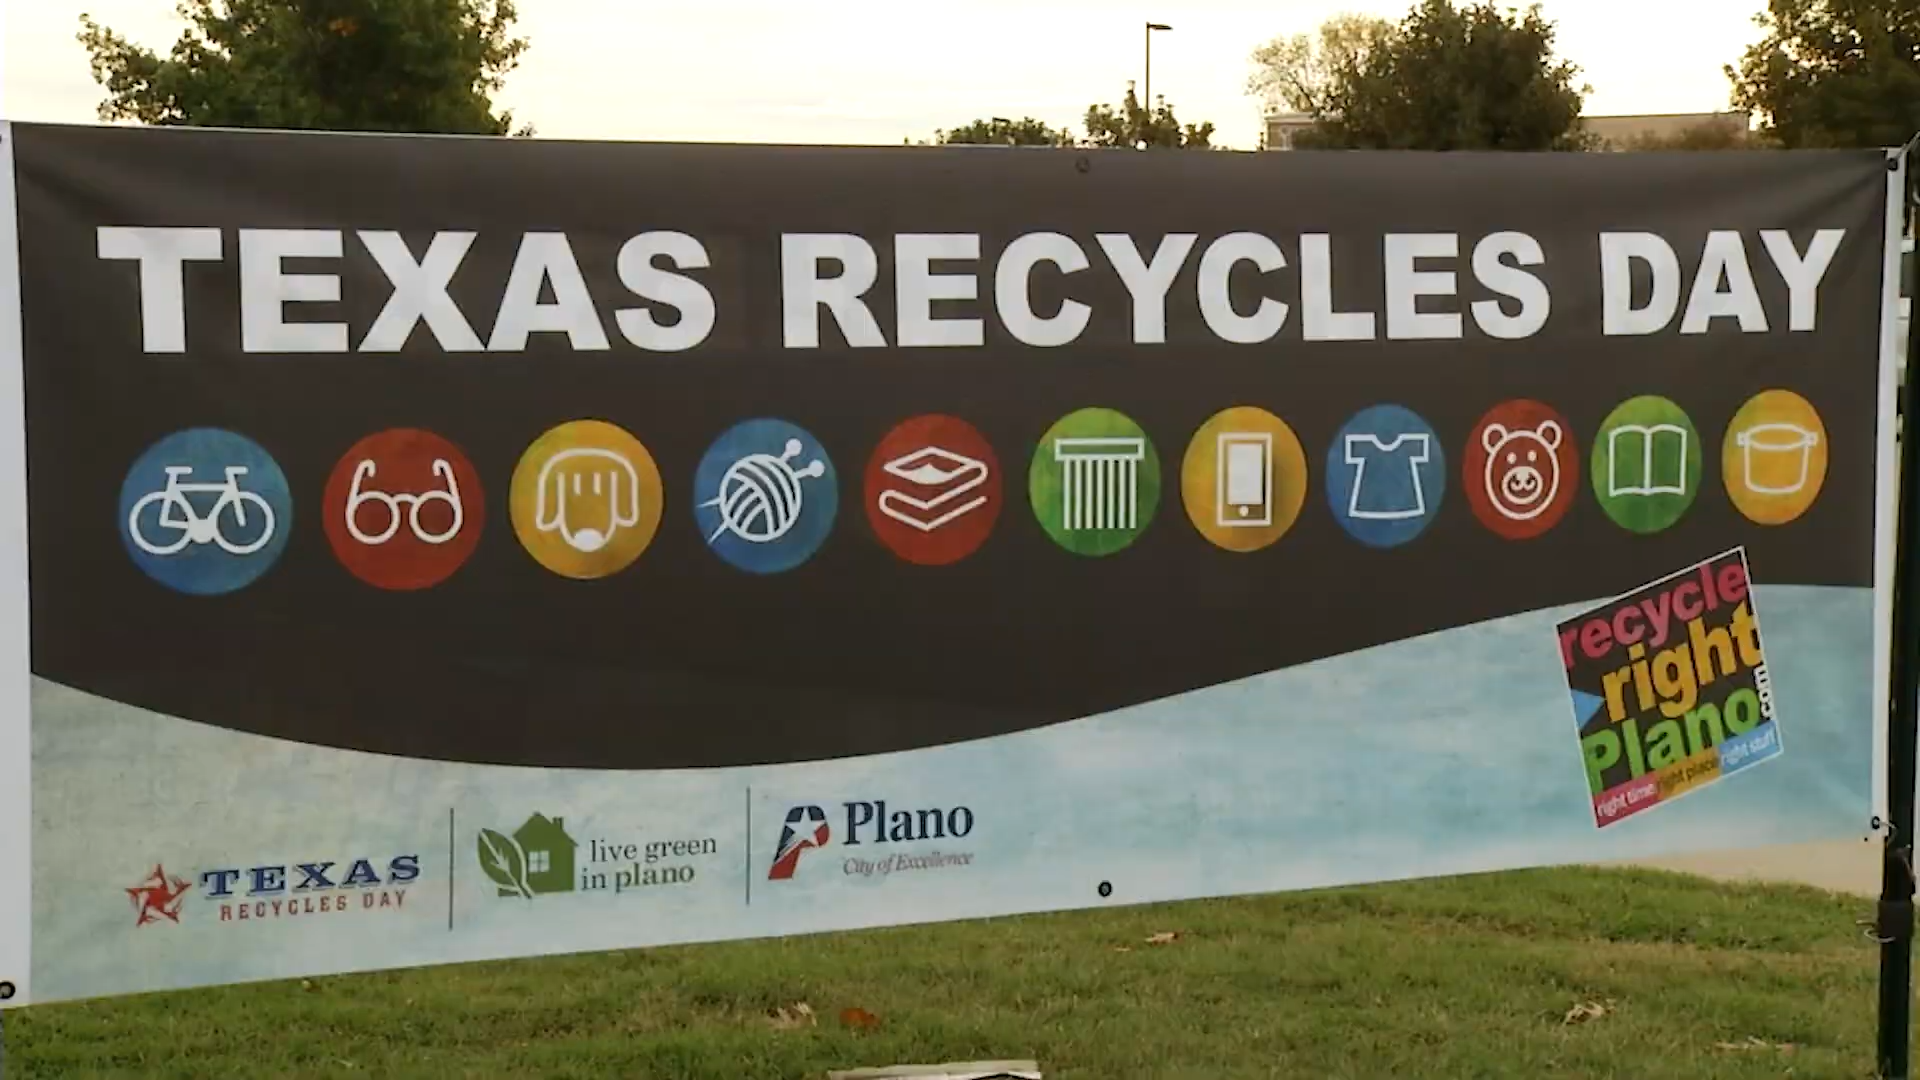 TEXAS RECYCLES DAY
recycle
right
Plano.com
right time right place right stuff
TEXAS
RECYCLES DAY
live green
in plano
Plano
City of Excellence